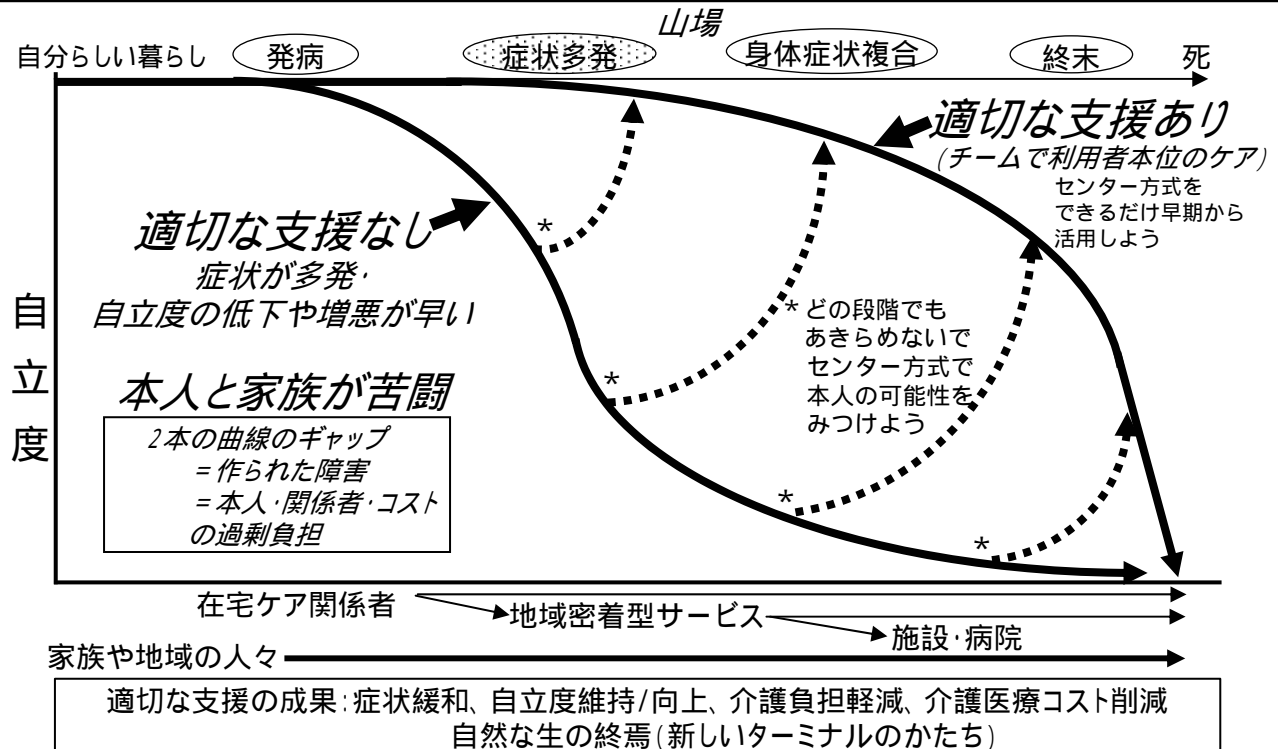 山場
自分らしい暮らし 発病 症状多発 身体症状複合 終末 死
適切な支援あり
(チームで利用者本位のケア)
センター方式を
できるだけ早期から
活用しよう
適切な支援なし
症状が多発・
自立度の低下や増悪が早い
自立度
*
*
*
*
* どの段階でも
あきらめないで
センター方式で
本人の可能性を
みつけよう
本人と家族が苦闘
2本の曲線のギャップ
=作られた障害
=本人・関係者・コスト
の過剰負担
在宅ケア関係者
地域密着型サービス
施設・病院
家族や地域の人々
適切な支援の成果:症状緩和、自立度維持/向上、介護負担軽減、介護医療コスト削減
自然な生の終焉(新しいターミナルのかたち)